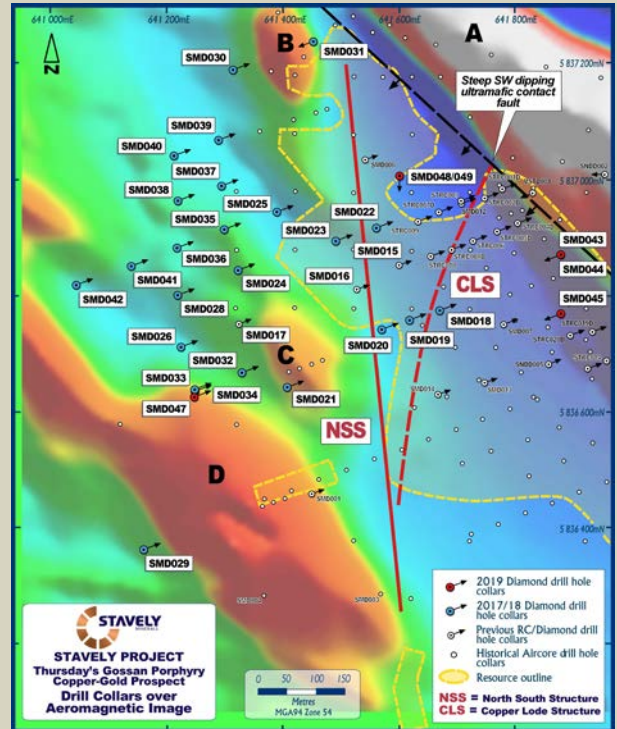 641 000mE
641 200mE
641 400mE
641 600mE
641 800mE
A
B
N
SMD031
SMD030
5 837 200mN
Steep SW dipping
ultramafic contact
fault
SMD039
SMD040
SMD037
SMD048/049
5 837 000mN
SMD038
SMD025
SMD022
SMD035
SMD023
SMD015
SMD043
SMD036
SMD016
CLS
SMD044
SMD024
SMD041
SMD045
SMD042
SMD028
SMD018
SMD017
SMD019
SMD026
SMD020
SMD032
C
SMD033
SMD034
SMD021
SMD047
NSS
5 836 600mN
D
5 836 400mN
SMD029
STAVELY
MINERALS
STAVELY PROJECT
Thursday's Gossan Porphyry
Copper-Gold Prospect
Drill Collars over
Aeromagnetic Image
0 50 100 150
Metres
MGA94 Zone 54
2019 Diamond drill hole
collars
2017/18 Diamond drill
hole collars
Previous RC/Diamond drill
hole collars
Historical Aircore drill hole
collars
Resource outline
NSS = North South Structure
CLS = Copper Lode Structure